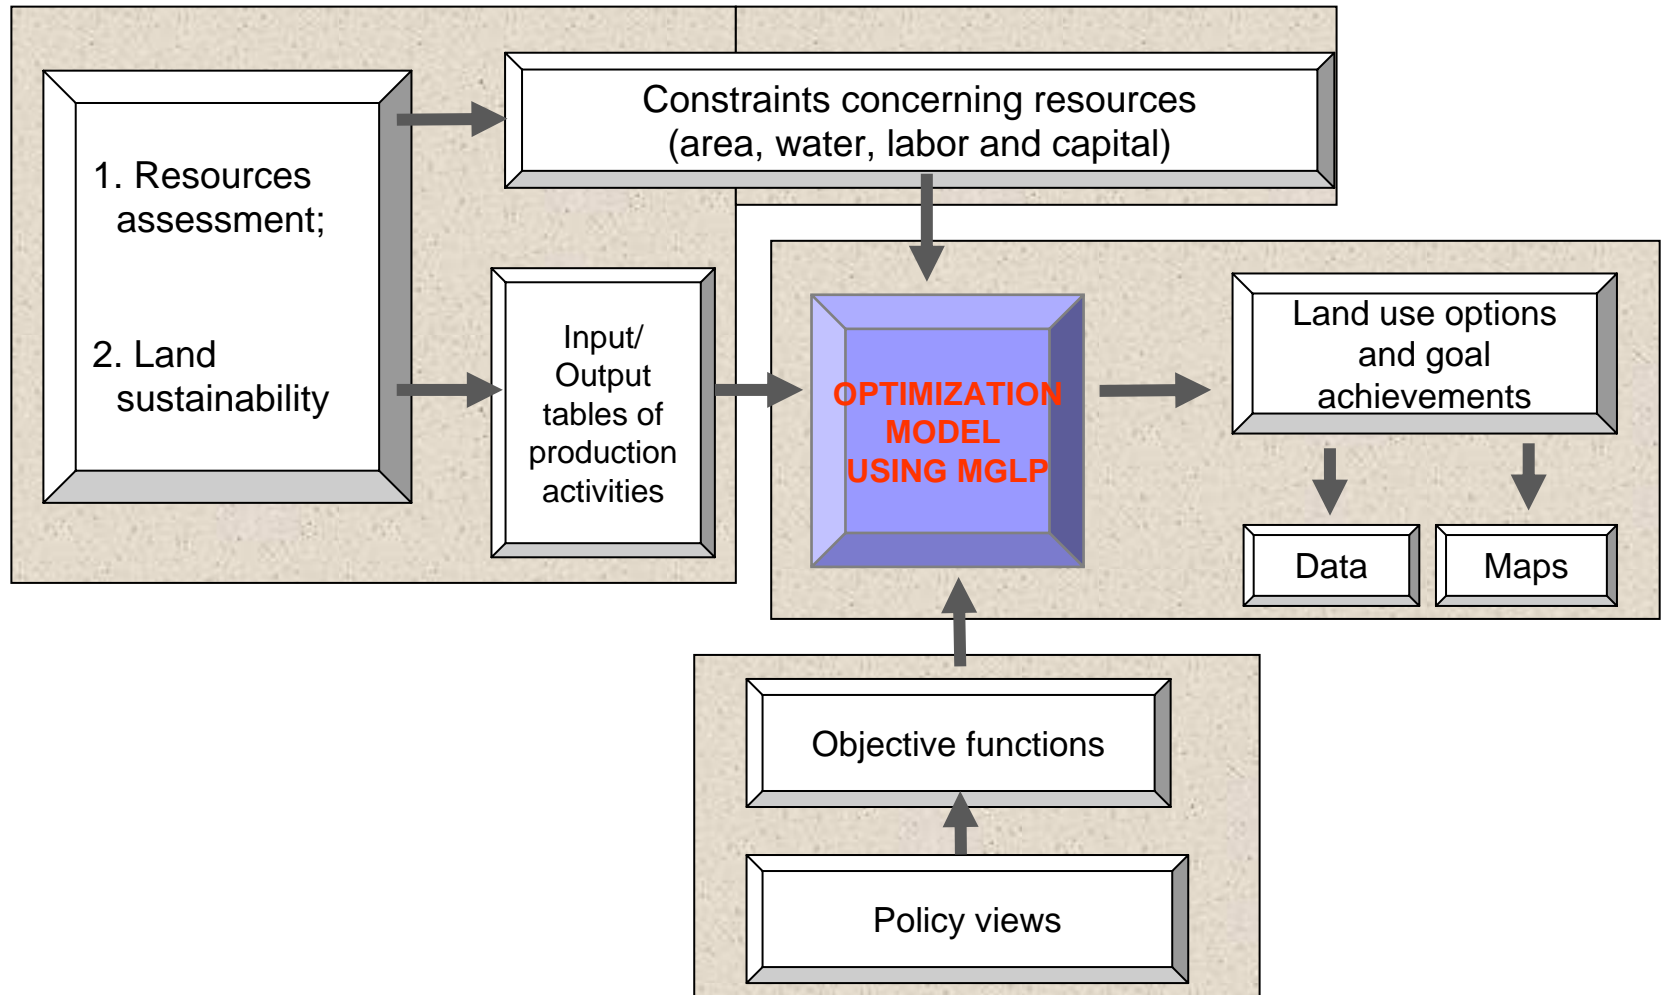 Constraints concerning resources
(area, water, labor and capital)
1. Resources
assessment;
2. Land
sustainability
Input/
Output
tables of
production
activities
OPTIMIZATION
MODEL
USING MGLP
Land use options
and goal
achievements
Data
Maps
Objective functions
Policy views